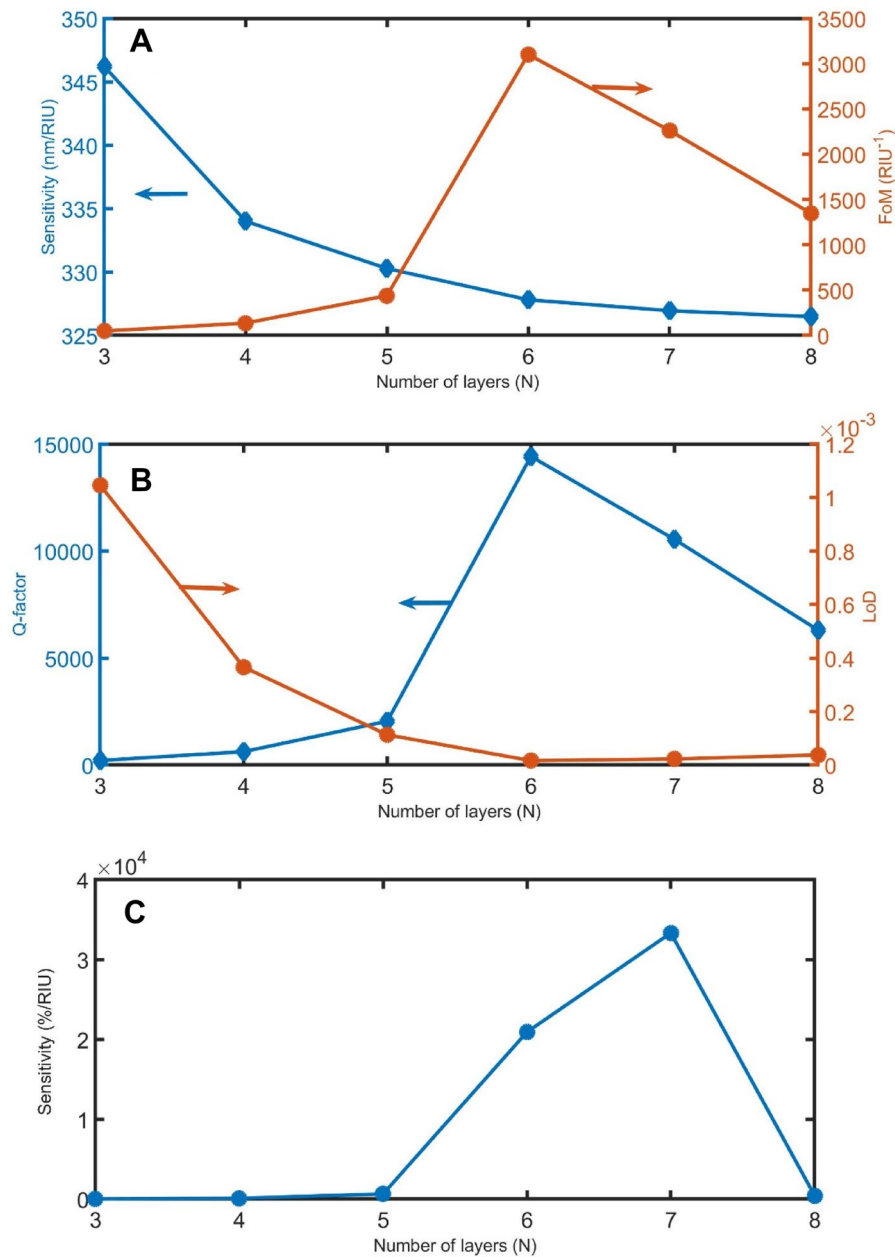 A
350
345
340
335
330
325
Sensitivity (nm/RIU)
3500
3000
2500
2000
1500
1000
500
0
FoM (RIU⁻¹)
3 4 5 6 7 8
Number of layers (N)
B
15000
10000
5000
0
Q-factor
×10⁻³
1.2
1
0.8
0.6
0.4
0.2
0
LoD
3 4 5 6 7 8
Number of layers (N)
C
×10⁴
4
3
2
1
0
Sensitivity (%/RIU)
3 4 5 6 7 8
Number of layers (N)